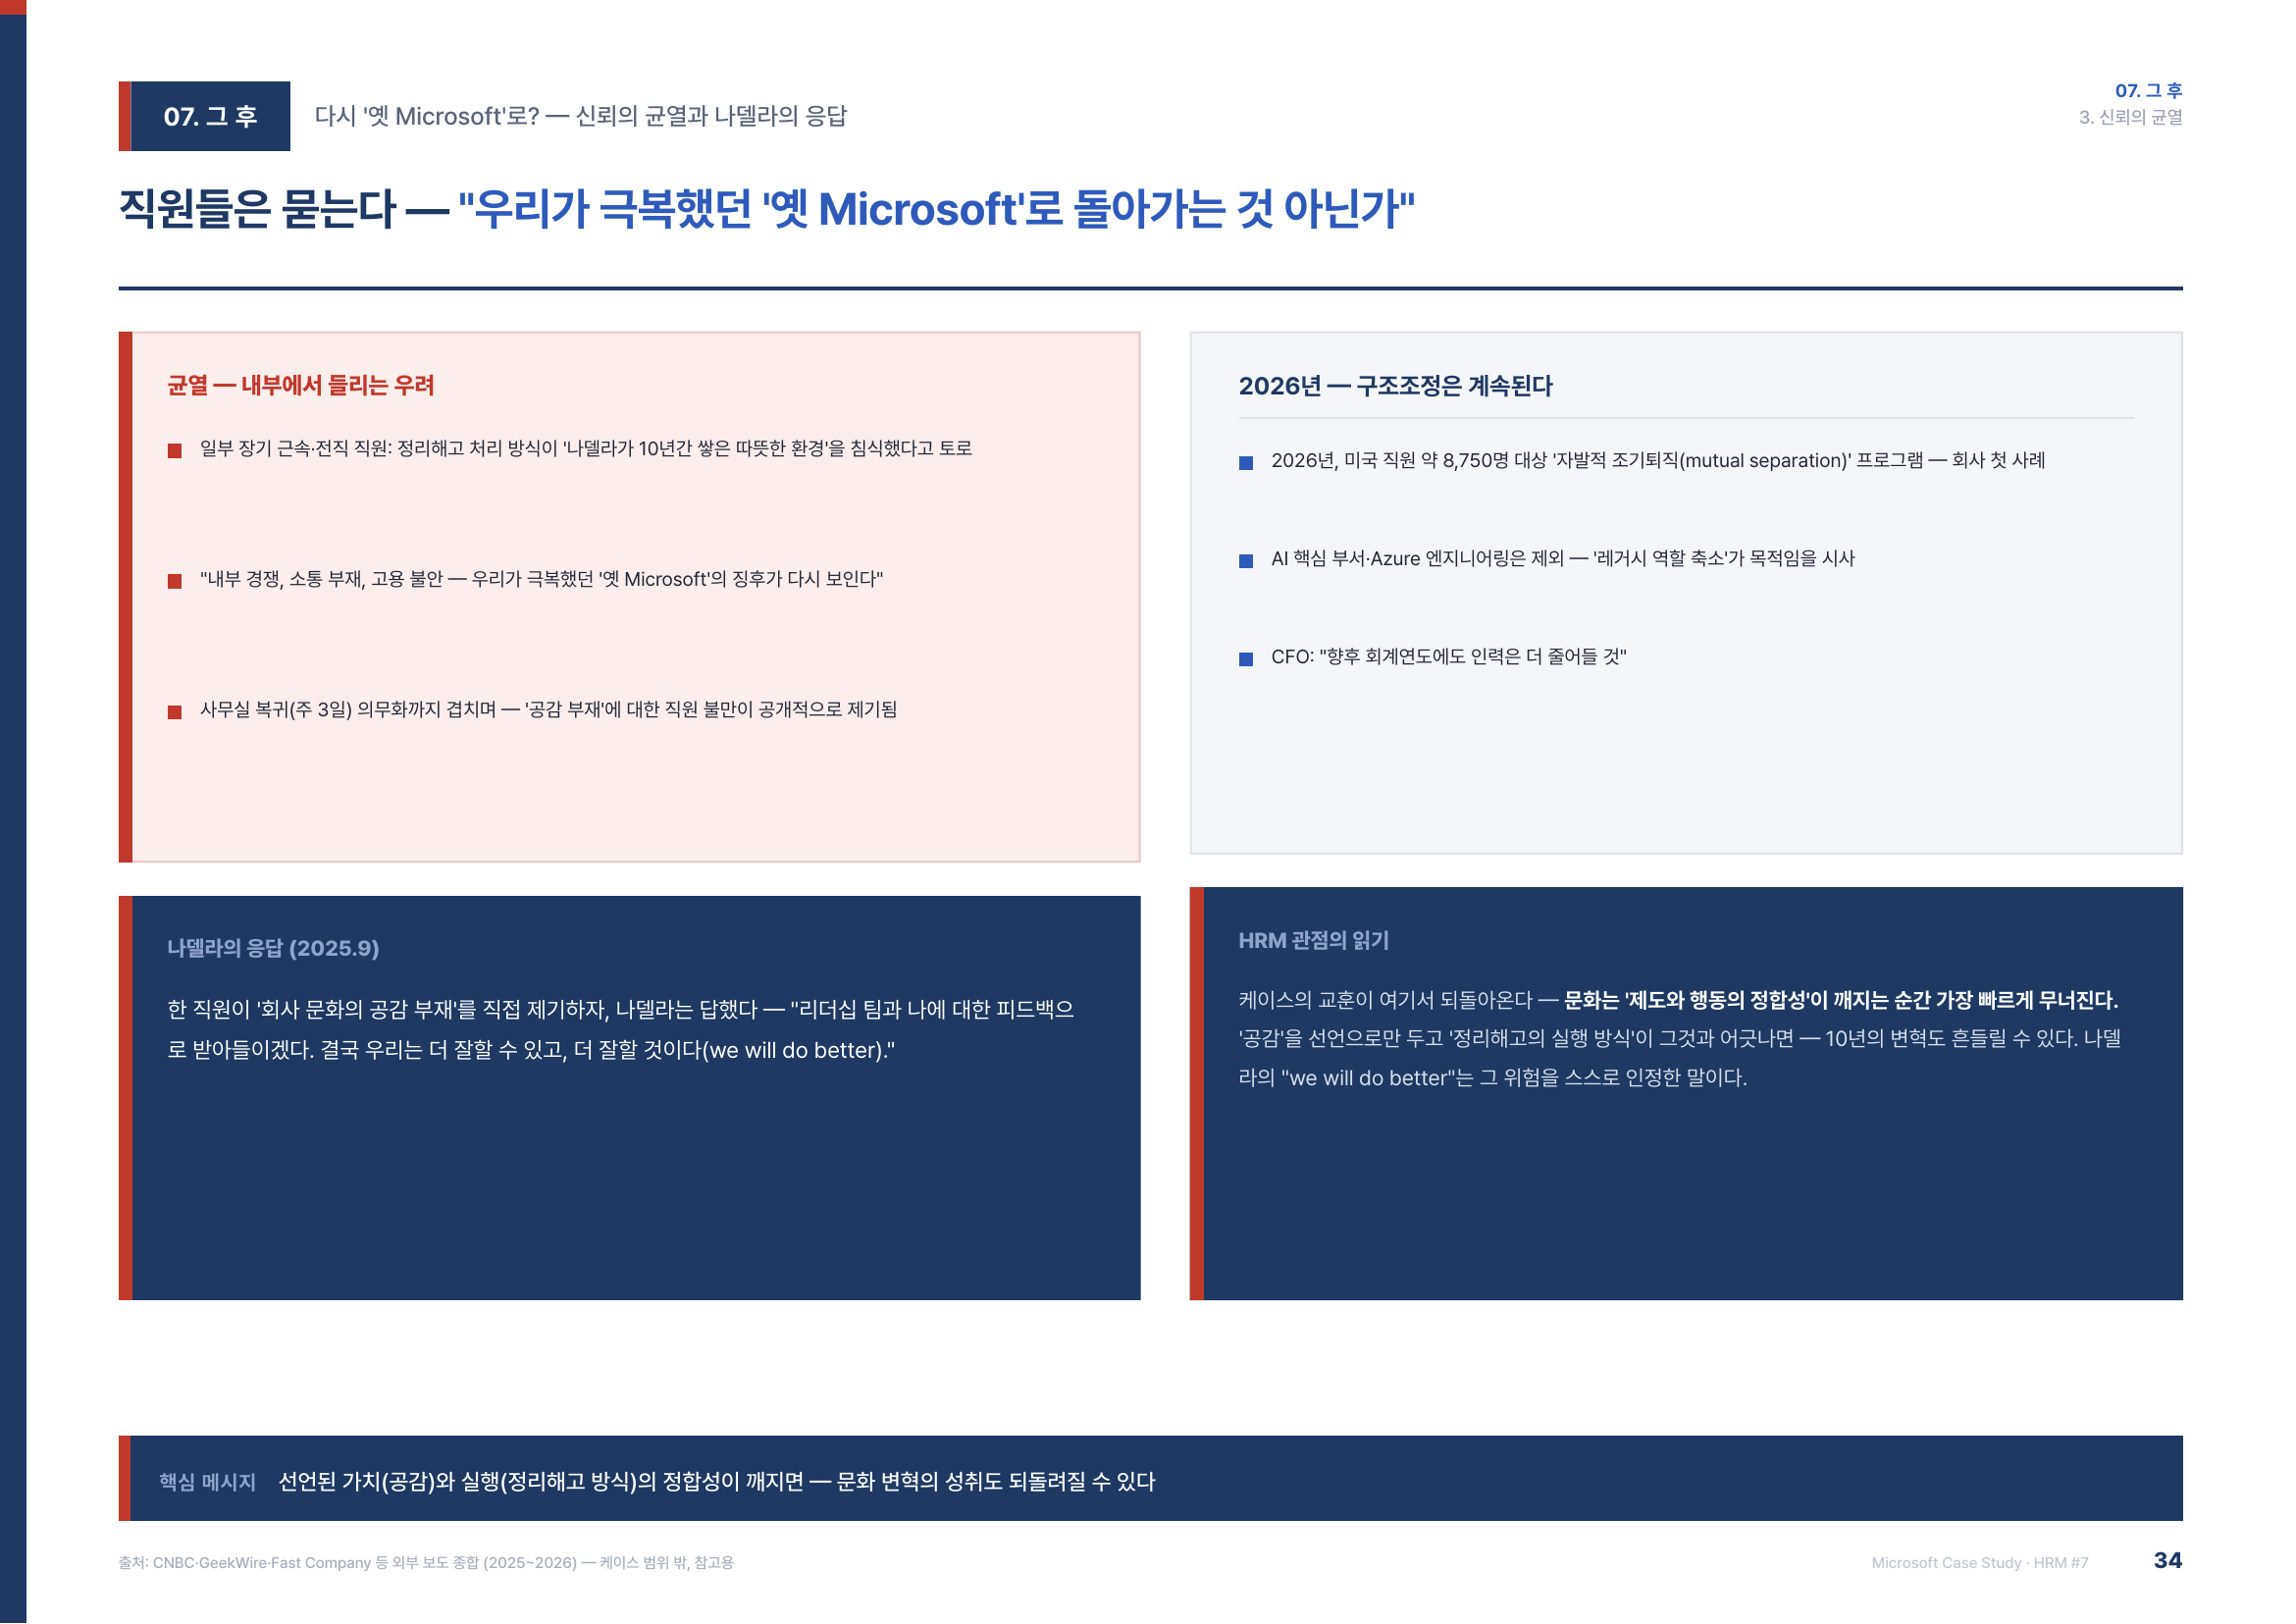 07. 그 후
다시 '옛 Microsoft'로? — 신뢰의 균열과 나델라의 응답
07. 그 후
3. 신뢰의 균열
직원들은 묻는다 — "우리가 극복했던 '옛 Microsoft'로 돌아가는 것 아닌가"
균열 — 내부에서 들리는 우려
일부 장기 근속·전직 직원: 정리해고 처리 방식이 '나델라가 10년간 쌓은 따뜻한 환경'을 침식했다고 토로
"내부 경쟁, 소통 부재, 고용 불안 — 우리가 극복했던 '옛 Microsoft'의 징후가 다시 보인다"
사무실 복귀(주 3일) 의무화까지 겹치며 — '공감 부재'에 대한 직원 불만이 공개적으로 제기됨
2026년 — 구조조정은 계속된다
2026년, 미국 직원 약 8,750명 대상 '자발적 조기퇴직(mutual separation)' 프로그램 — 회사 첫 사례
AI 핵심 부서·Azure 엔지니어링은 제외 — '레거시 역할 축소'가 목적임을 시사
CFO: "향후 회계연도에도 인력은 더 줄어들 것"
나델라의 응답 (2025.9)
한 직원이 '회사 문화의 공감 부재'를 직접 제기하자, 나델라는 답했다 — "리더십 팀과 나에 대한 피드백으
로 받아들이겠다. 결국 우리는 더 잘할 수 있고, 더 잘할 것이다(we will do better)."
HRM 관점의 읽기
케이스의 교훈이 여기서 되돌아온다 — 문화는 '제도와 행동의 정합성'이 깨지는 순간 가장 빠르게 무너진다.
'공감'을 선언으로만 두고 '정리해고의 실행 방식'이 그것과 어긋나면 — 10년의 변혁도 흔들릴 수 있다. 나델
라의 "we will do better"는 그 위험을 스스로 인정한 말이다.
핵심 메시지 선언된 가치(공감)와 실행(정리해고 방식)의 정합성이 깨지면 — 문화 변혁의 성취도 되돌려질 수 있다
출처: CNBC·GeekWire·Fast Company 등 외부 보도 종합 (2025~2026) — 케이스 범위 밖, 참고용
Microsoft Case Study · HRM #7
34